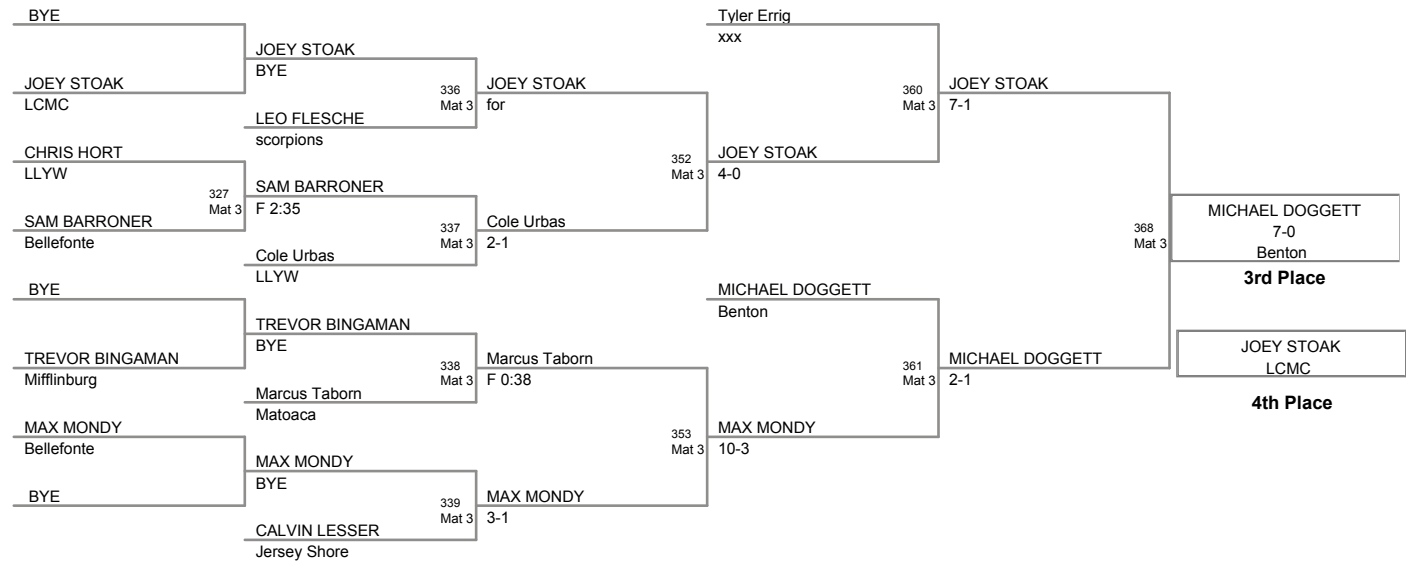 BYE
JOEY STOAK
LCMC
CHRIS HORT
LLYW
SAM BARRONER
Bellefonte
BYE
TREVOR BINGAMAN
Mifflinburg
MAX MONDY
Bellefonte
BYE
327
Mat 3
JOEY STOAK
BYE
LEO FLESCHE
scorpions
SAM BARRONER
F 2:35
Cole Urbas
LLYW
TREVOR BINGAMAN
BYE
Marcus Taborn
Matoaca
MAX MONDY
BYE
CALVIN LESSER
Jersey Shore
336
Mat 3
337
Mat 3
338
Mat 3
339
Mat 3
JOEY STOAK
for
Cole Urbas
2-1
Marcus Taborn
F 0:38
MAX MONDY
3-1
352
Mat 3
353
Mat 3
Tyler Errig
xxx
JOEY STOAK
4-0
MICHAEL DOGGETT
Benton
MAX MONDY
10-3
360
Mat 3
361
Mat 3
JOEY STOAK
7-1
MICHAEL DOGGETT
2-1
368
Mat 3
MICHAEL DOGGETT
7-0
Benton
3rd Place
JOEY STOAK
LCMC
4th Place